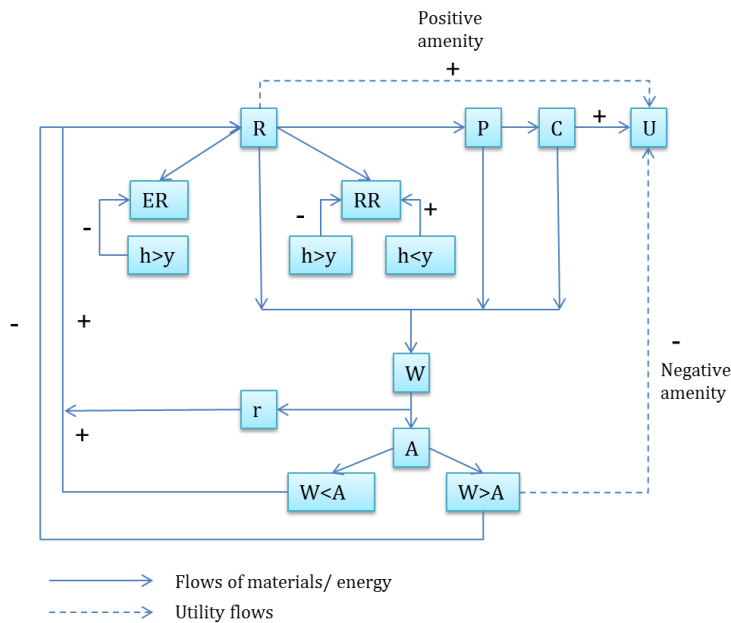 Positive
amenity
+
R
P
C
+
U
ER
RR
-
-
+
h>y
h>y
h<y
-
+
-
W
Negative
amenity
r
+
A
W<A
W>A
Flows of materials/ energy
Utility flows